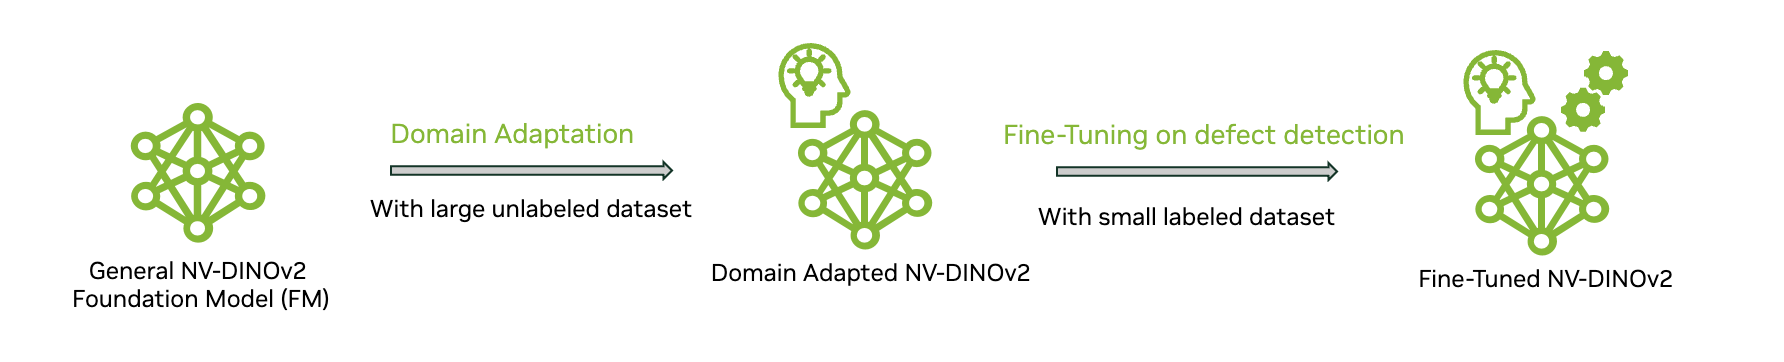 Domain Adaptation
With large unlabeled dataset
General NV-DINOv2
Foundation Model (FM)
Domain Adapted NV-DINOv2
Fine-Tuning on defect detection
With small labeled dataset
Fine-Tuned NV-DINOv2